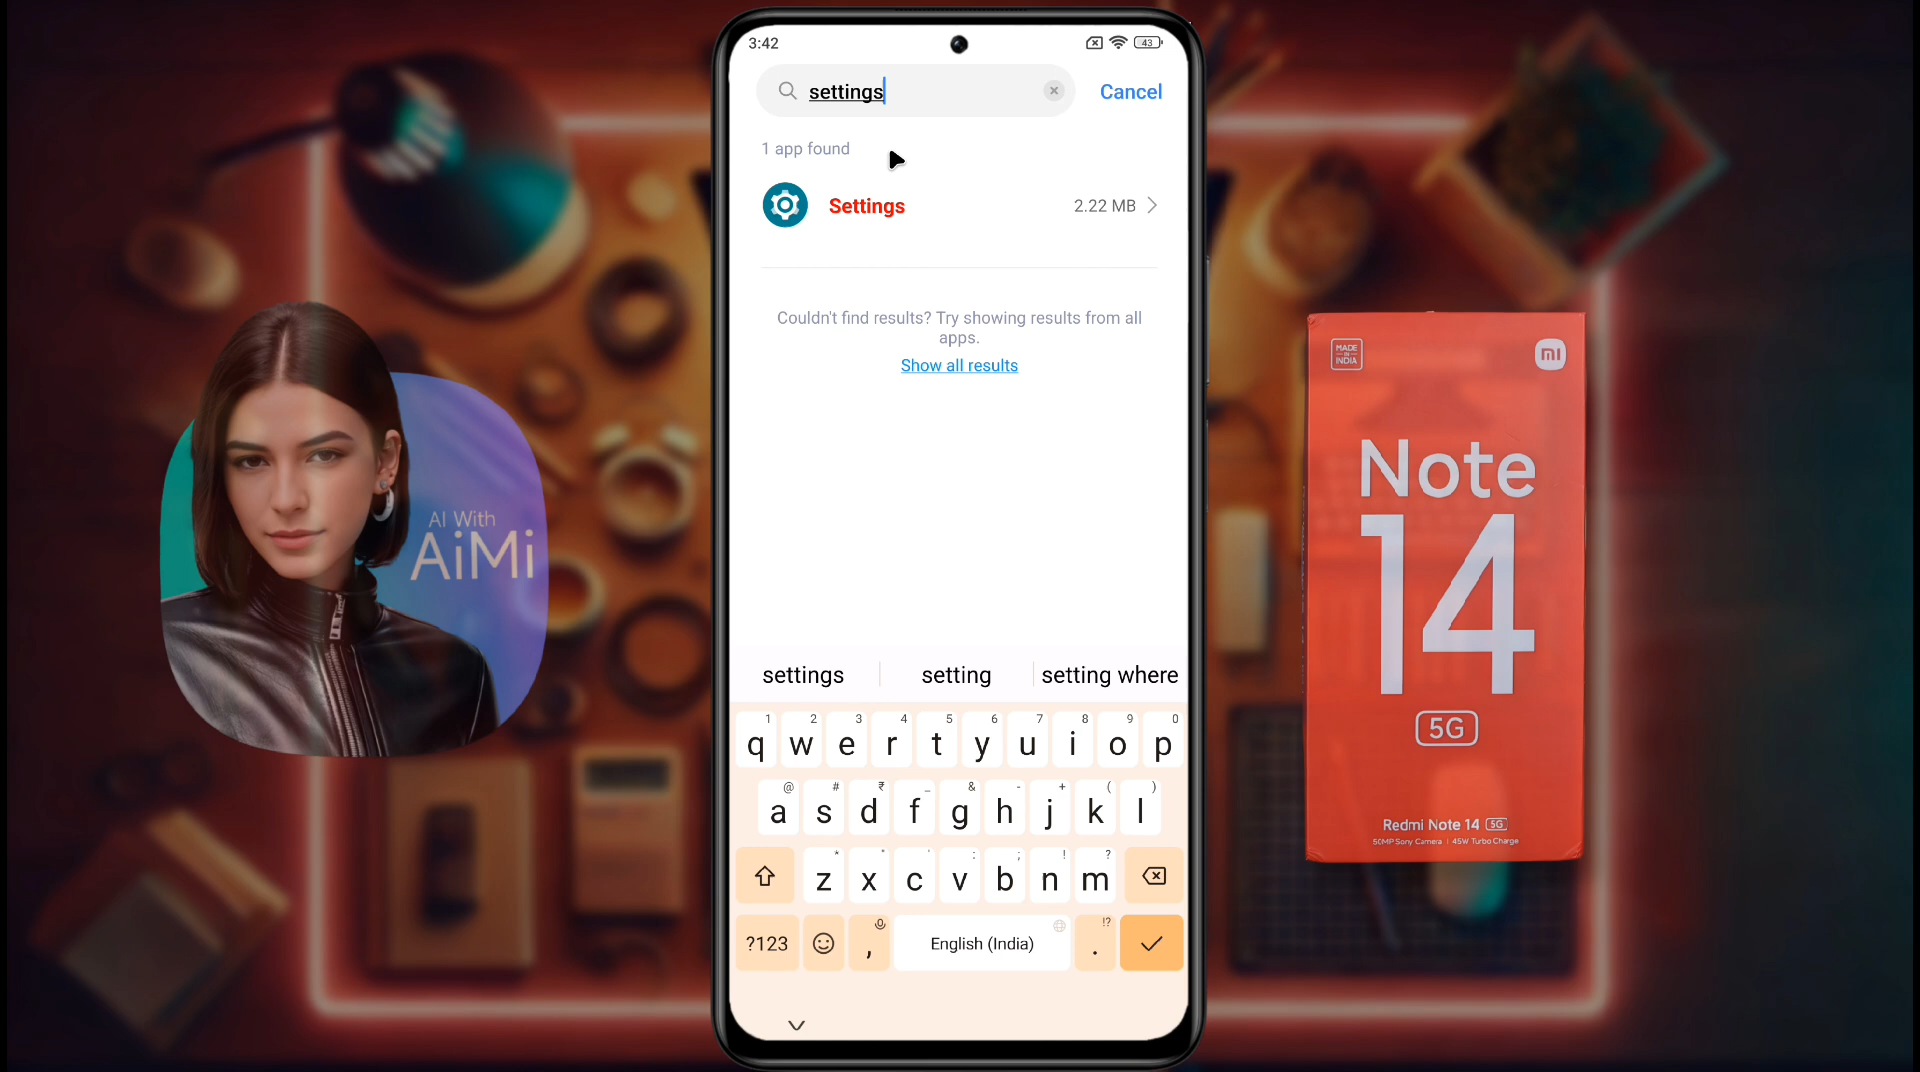 3:42
43
settings
Cancel
1 app found
Settings
2.22 MB
Couldn't find results? Try showing results from all
apps.
Show all results
AI With
AiMi
MADE
IN
INDIA
mi
Note
14
5G
Redmi Note 14 5G
50MP Sony Camera | 45W Turbo Charge
settings
setting
setting where
1 2 3 4 5 6 7 8 9 0
q w e r t y u i o p
@ # ₹ _ & - + ( )
a s d f g h j k l
* " ' : ; ! ?
z x c v b n m
?123
,
English (India)
!?
.